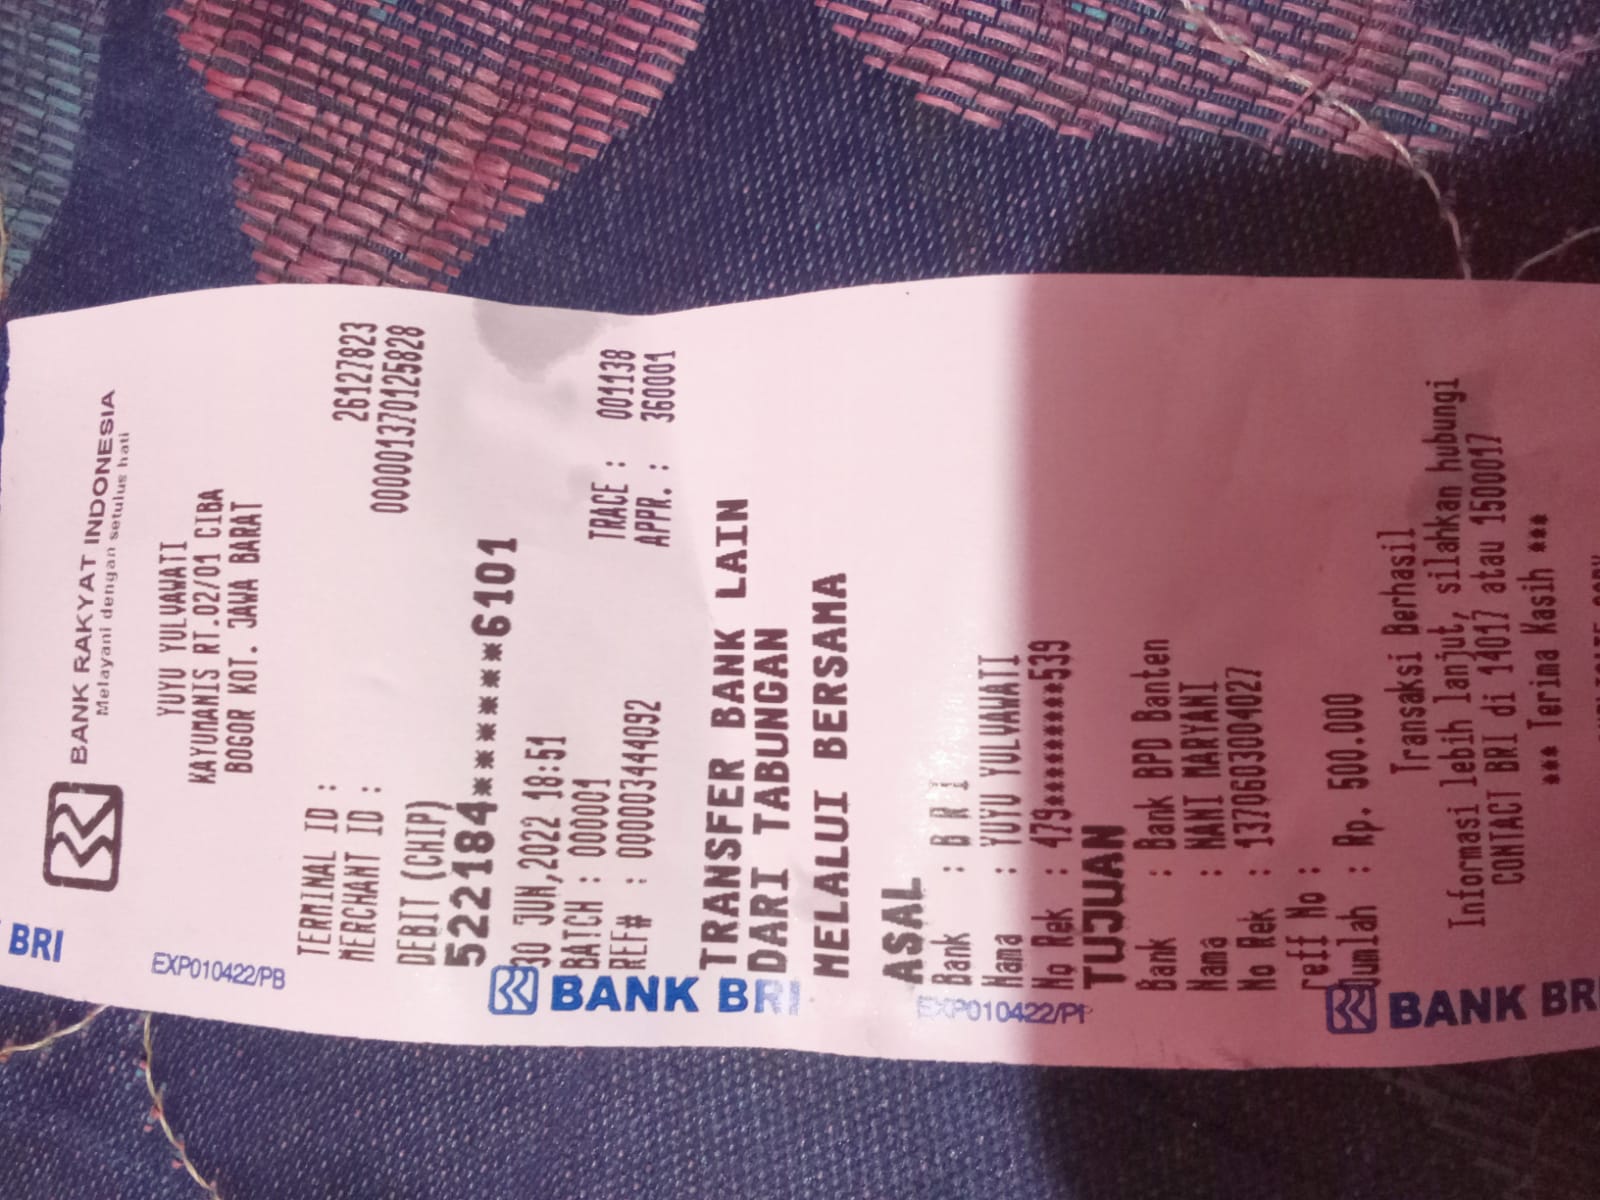 BRI
BANK RAKYAT INDONESIA
Melayani dengan setulus hati
YUYU YULVAWATI
KAYUMANIS RT.02/01 CIBA
BOGOR KOT. JAWA BARAT
EXP010422/PB
TERMINAL ID : 26127823
MERCHANT ID : 000001370125828
DEBIT (CHIP)
522184******6101
30 JUN,2022 18:51
BATCH : 000001 TRACE : 001138
REF# : 000003444092 APPR. : 360001
BANK BRI
TRANSFER BANK LAIN
DARI TABUNGAN
MELALUI BERSAMA
ASAL
Bank : B R I
Nama : YUYU YULVAWATI
No Rek : 479*********539
EXP010422/P
TUJUAN
Bank : Bank BPD Banten
Nama : NANI MARYANI
No Rek : 13706030040​27
reff No :
Jumlah : Rp. 500.000
BANK BRI
Transaksi Berhasil
Informasi lebih lanjut, silahkan hubungi
CONTACT BRI di 14017 atau 1500017
*** Terima Kasih ***